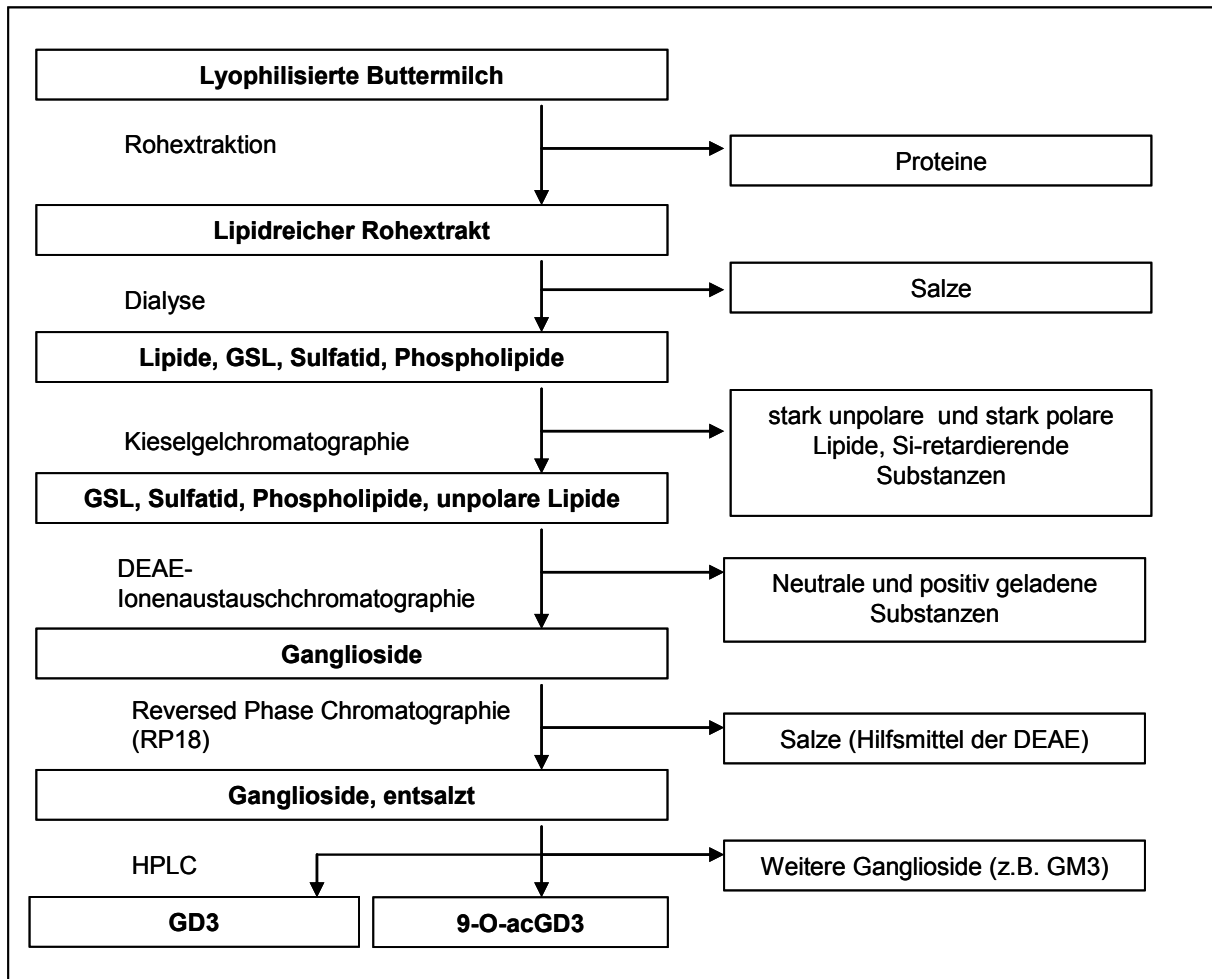 Lyophilisierte Buttermilch
Rohextraktion
Proteine
Lipidreicher Rohextrakt
Dialyse
Salze
Lipide, GSL, Sulfatid, Phospholipide
Kieselgelchromatographie
stark unpolare und stark polare
Lipide, Si-retardierende
Substanzen
GSL, Sulfatid, Phospholipide, unpolare Lipide
DEAE-
Ionenaustauschchromatographie
Neutrale und positiv geladene
Substanzen
Ganglioside
Reversed Phase Chromatographie
(RP18)
Salze (Hilfsmittel der DEAE)
Ganglioside, entsalzt
HPLC
Weitere Ganglioside (z.B. GM3)
GD3
9-O-acGD3